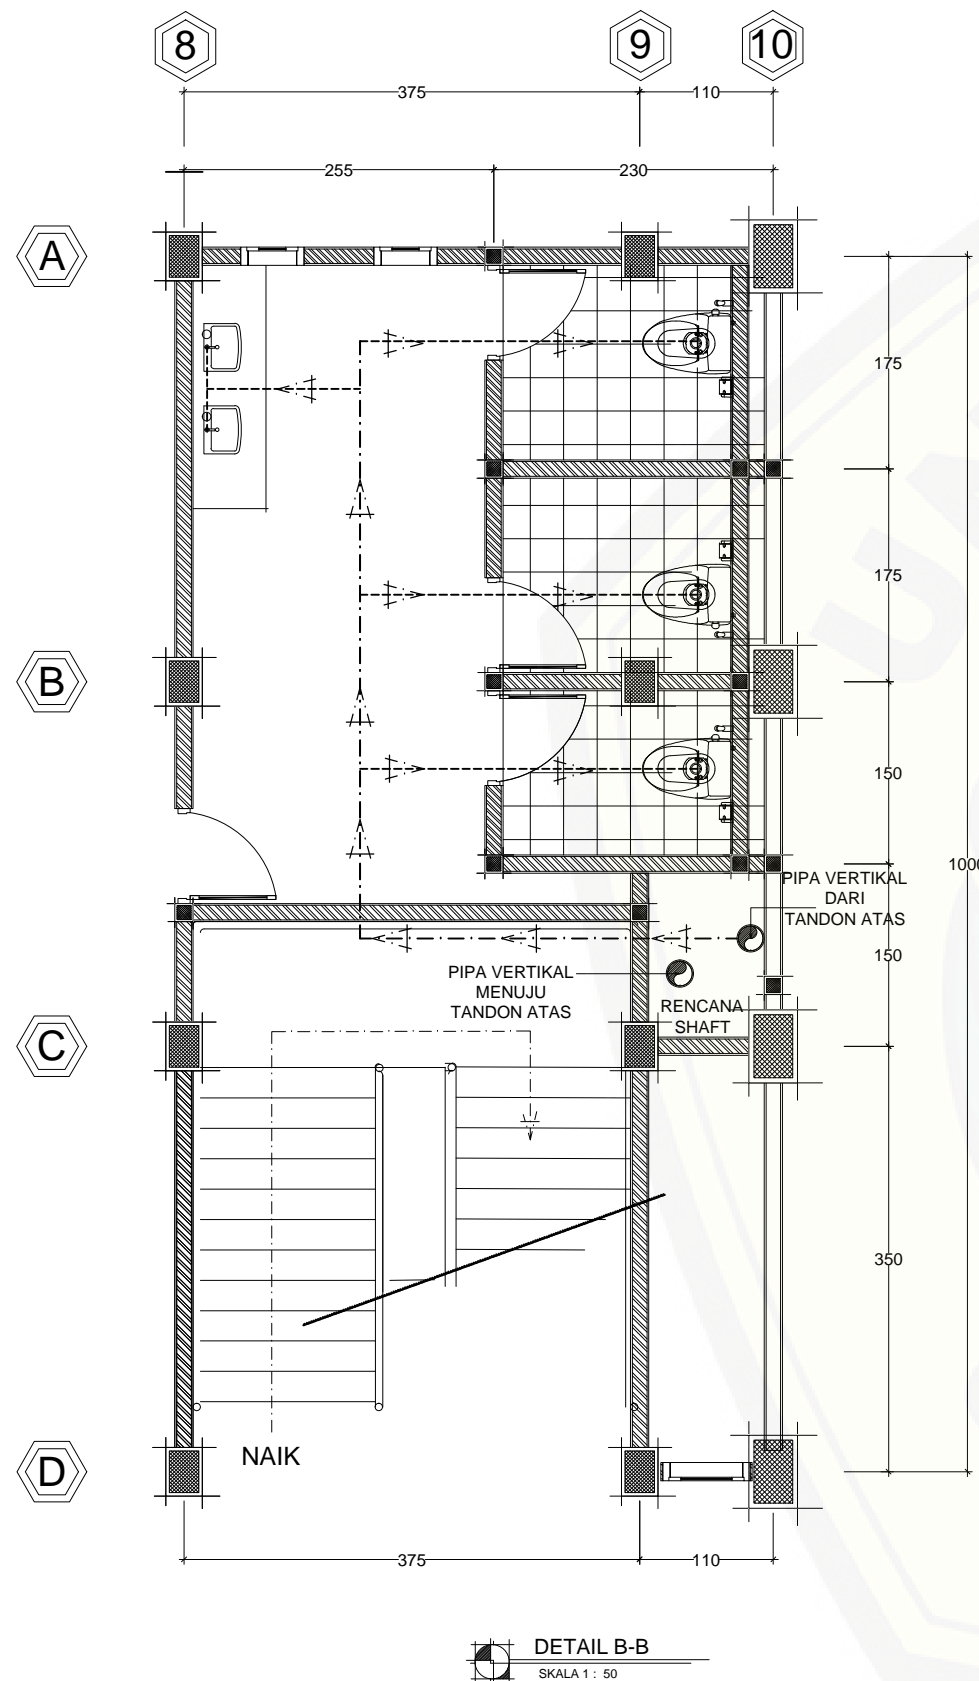 8
9
10
375
110
255
230
A
175
175
B
150
1000
PIPA VERTIKAL
DARI
TANDON ATAS
150
PIPA VERTIKAL
MENUJU
TANDON ATAS
RENCANA
SHAFT
C
350
NAIK
D
375
110
DETAIL B-B
SKALA 1 : 50